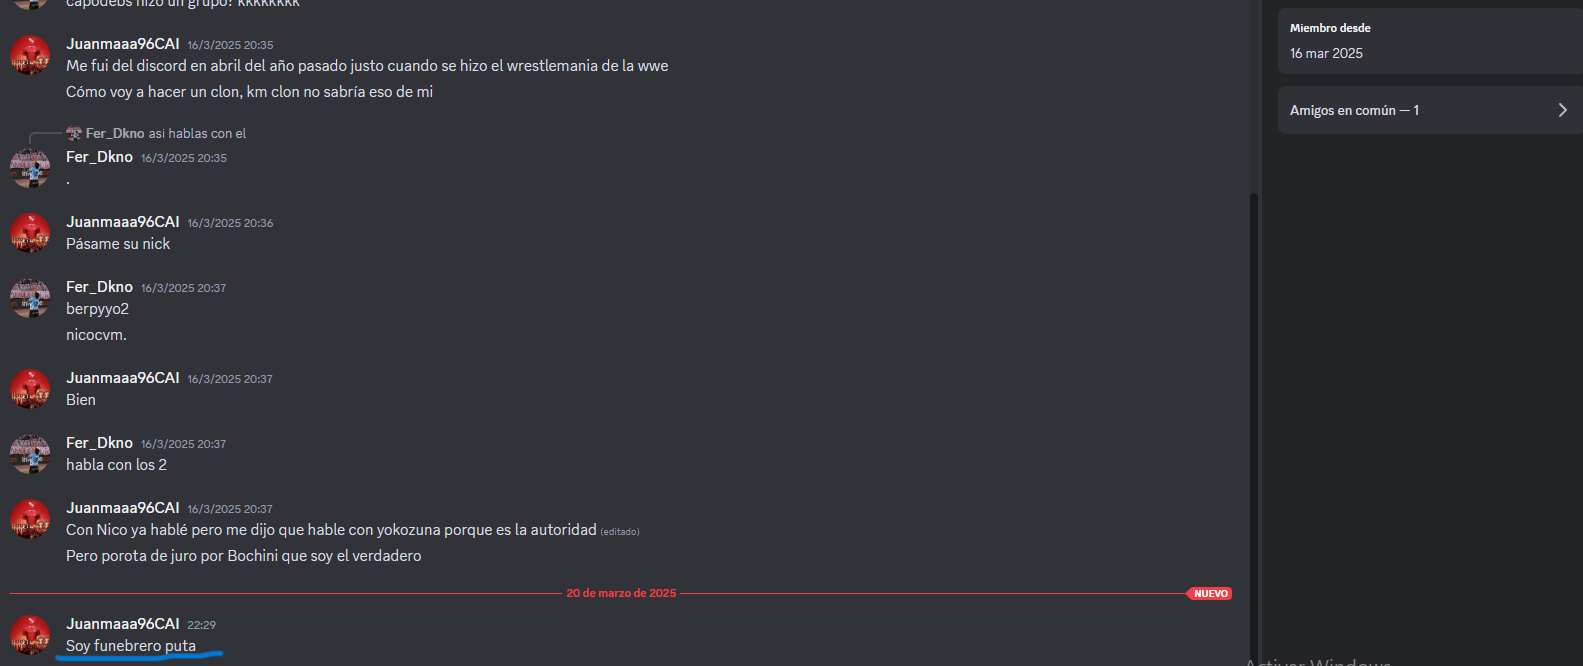 capodebs hizo un grupo? kkkkkkkk
Juanmaaa96CAI 16/3/2025 20:35
Me fui del discord en abril del año pasado justo cuando se hizo el wrestlemania de la wwe
Cómo voy a hacer un clon, km clon no sabría eso de mi
Fer_Dkno asi hablas con el
Fer_Dkno 16/3/2025 20:35
.
Juanmaaa96CAI 16/3/2025 20:36
Pásame su nick
Fer_Dkno 16/3/2025 20:37
berpyyo2
nicocvm.
Juanmaaa96CAI 16/3/2025 20:37
Bien
Fer_Dkno 16/3/2025 20:37
habla con los 2
Juanmaaa96CAI 16/3/2025 20:37
Con Nico ya hablé pero me dijo que hable con yokozuna porque es la autoridad (editado)
Pero porota de juro por Bochini que soy el verdadero
20 de marzo de 2025
NUEVO
Juanmaaa96CAI 22:29
Soy funebrero puta
Miembro desde
16 mar 2025
Amigos en común — 1
Activar Windows